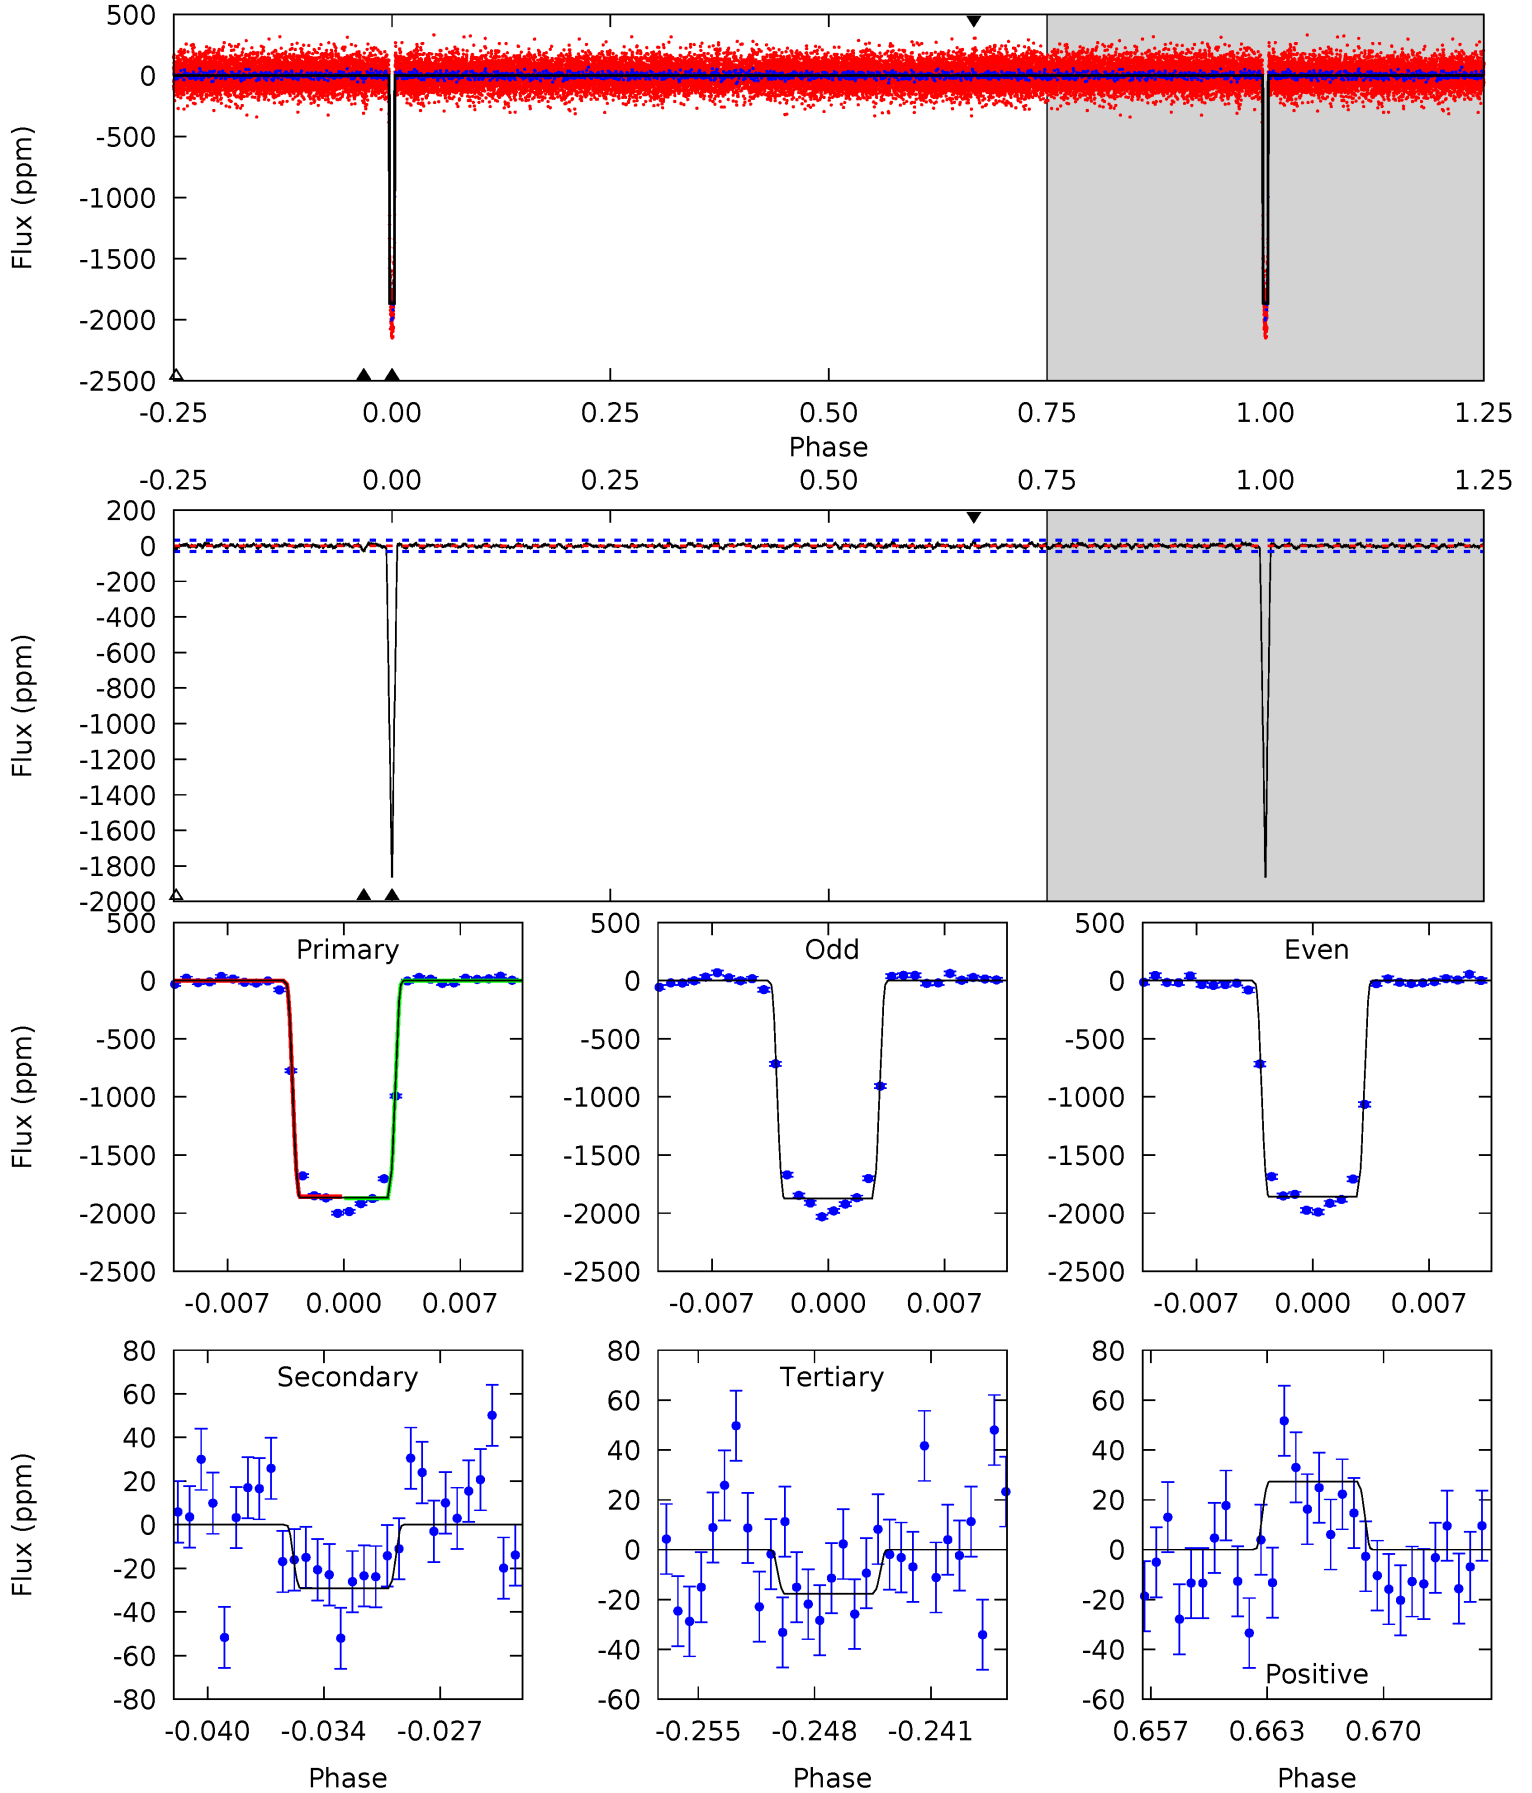 500
0
-500
-1000
-1500
-2000
-2500
Flux (ppm)
-0.25 0.00 0.25 0.50 0.75 1.00 1.25
Phase
-0.25 0.00 0.25 0.50 0.75 1.00 1.25
200
0
-200
-400
-600
-800
-1000
-1200
-1400
-1600
-1800
-2000
Flux (ppm)
Primary Odd Even
500 500 500
0 0 0
-500 -500 -500
-1000 -1000 -1000
-1500 -1500 -1500
-2000 -2000 -2000
-2500 -2500 -2500
Flux (ppm)
-0.007 0.000 0.007 -0.007 0.000 0.007 -0.007 0.000 0.007
Secondary Tertiary
80 80 80
60 60 60
40 40 40
20 20 20
0 0 0
-20 -20 -20
-40 -40 -40
-60 -60 -60
-80
Flux (ppm)
Positive
-0.040 -0.034 -0.027 -0.255 -0.248 -0.241 0.657 0.663 0.670
Phase Phase Phase